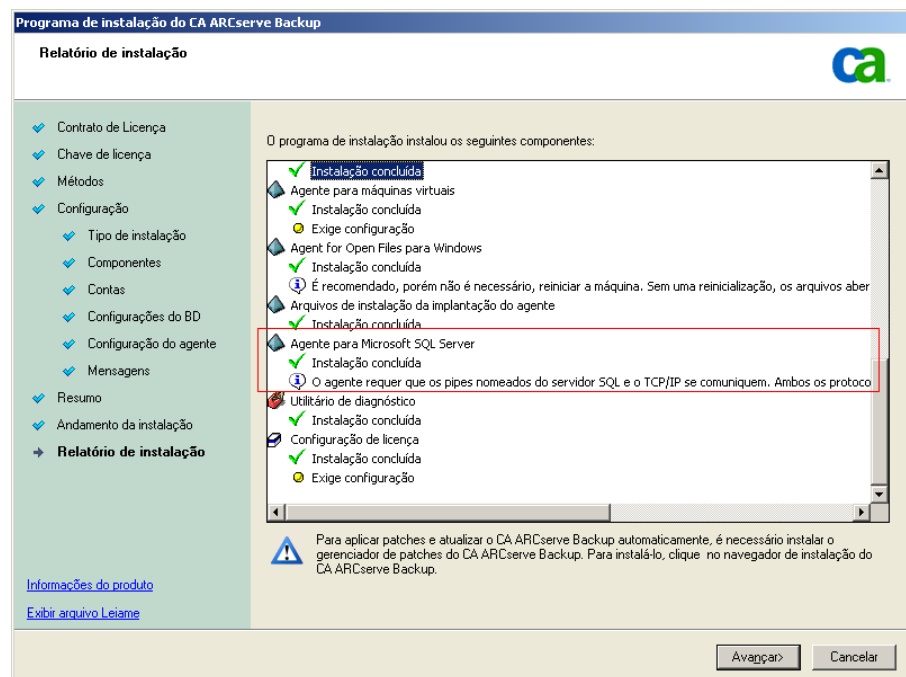 Programa de instalação do CA ARCserve Backup
Relatório de instalação
ca
Contrato de Licença
Chave de licença
Métodos
Configuração
Tipo de instalação
Componentes
Contas
Configurações do BD
Configuração do agente
Mensagens
Resumo
Andamento da instalação
Relatório de instalação
Informações do produto
Exibir arquivo Leiame
O programa de instalação instalou os seguintes componentes:
Instalação concluída
Agente para máquinas virtuais
Instalação concluída
Exige configuração
Agent for Open Files para Windows
Instalação concluída
É recomendado, porém não é necessário, reiniciar a máquina. Sem uma reinicialização, os arquivos aber
Arquivos de instalação da implantação do agente
Instalação concluída
Agente para Microsoft SQL Server
Instalação concluída
O agente requer que os pipes nomeados do servidor SQL e o TCP/IP se comuniquem. Ambos os protoco
Utilitário de diagnóstico
Instalação concluída
Configuração de licença
Instalação concluída
Exige configuração
Para aplicar patches e atualizar o CA ARCserve Backup automaticamente, é necessário instalar o
gerenciador de patches do CA ARCserve Backup. Para instalá-lo, clique  no navegador de instalação do
CA ARCserve Backup.
Avançar>
Cancelar